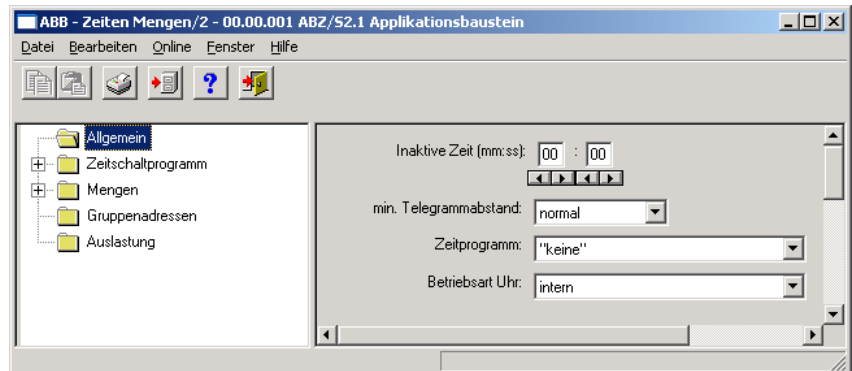 ABB - Zeiten Mengen/2 - 00.00.001 ABZ/S2.1 Applikationsbaustein
Datei Bearbeiten Online Fenster Hilfe
?
Allgemein
Zeitschaltprogramm
Mengen
Gruppenadressen
Auslastung
Inaktive Zeit (mm:ss): 00 : 00
min. Telegrammabstand: normal
Zeitprogramm: "keine"
Betriebsart Uhr: intern